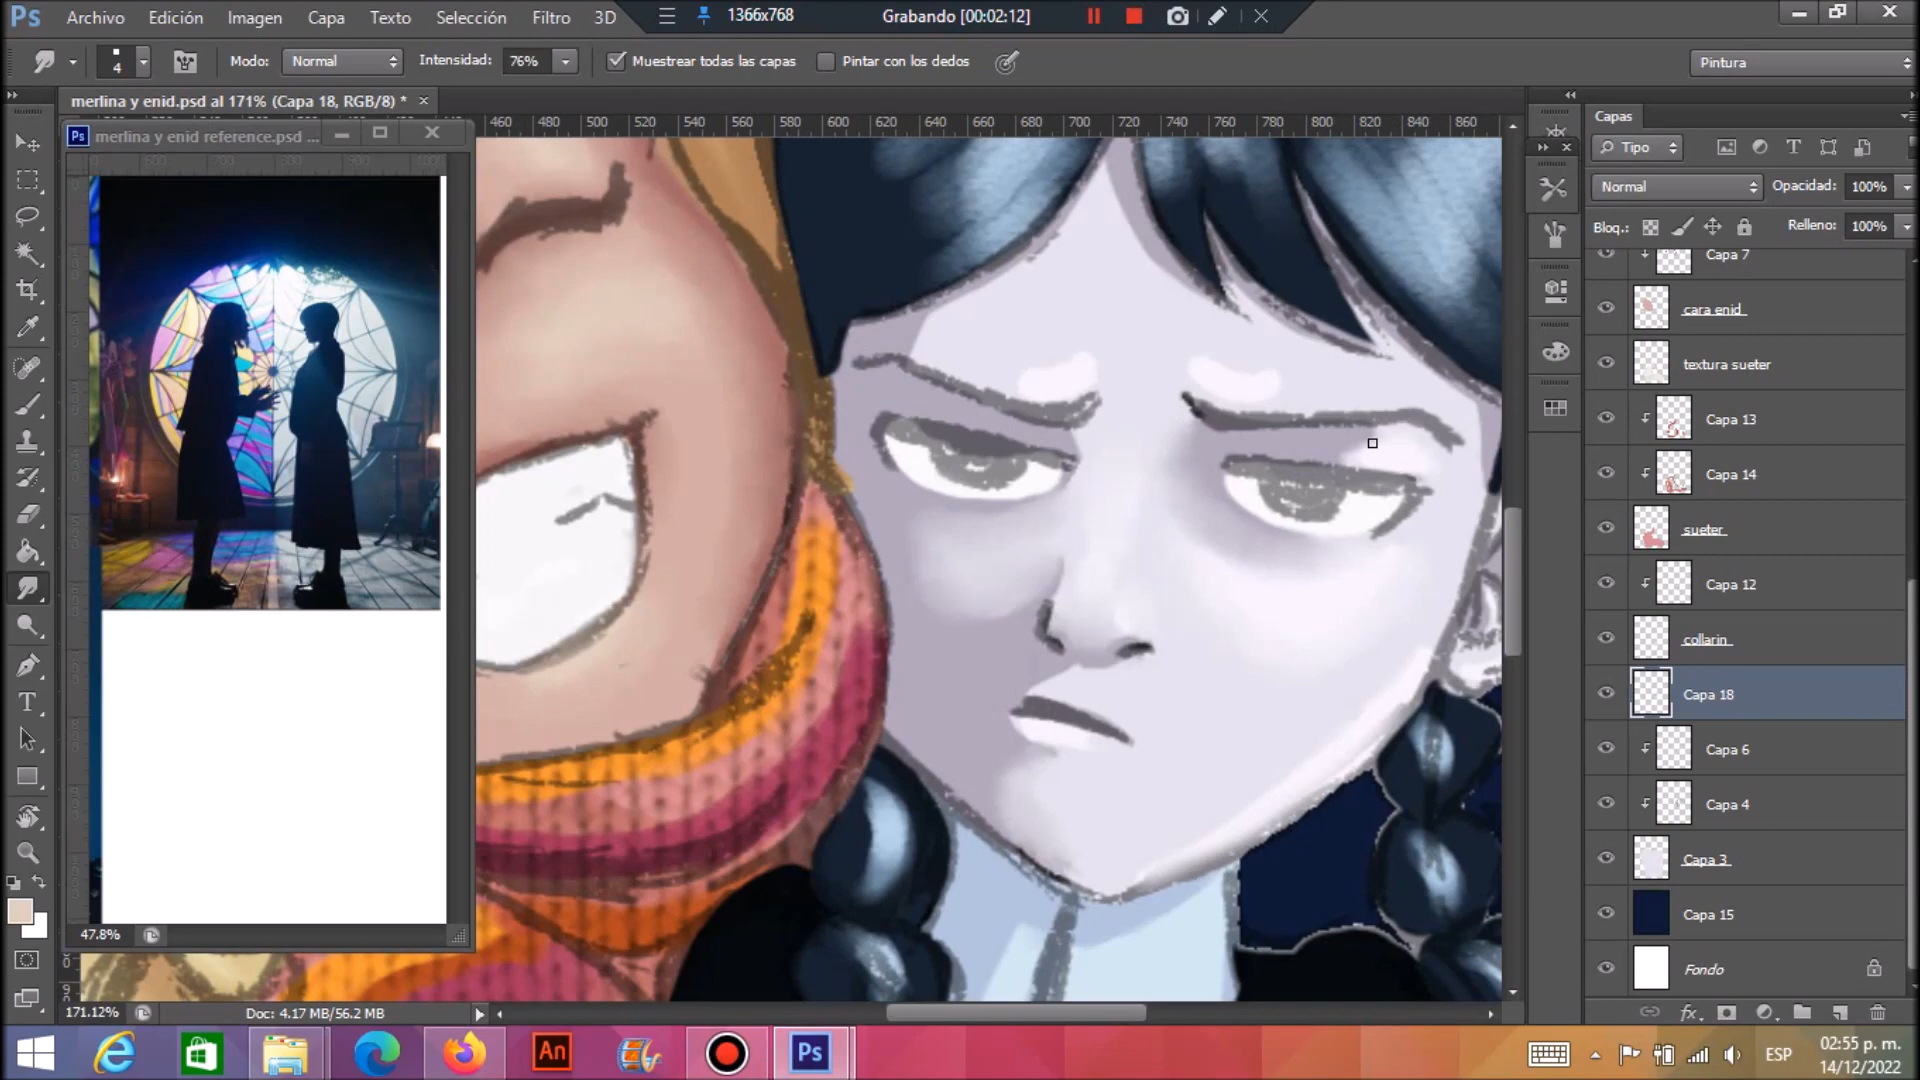 Ps Archivo Edición Imagen Capa Texto Selección Filtro 3D 1366x768 Grabando [00:02:12]
4 Modo: Normal Intensidad: 76% Muestrear todas las capas Pintar con los dedos Pintura
merlina y enid.psd al 171% (Capa 18, RGB/8) *
Ps merlina y enid reference.psd ...
460 480 500 520 540 560 580 600 620 640 660 680 700 720 740 760 780 800 820 840 860
Capas
Tipo
Normal Opacidad: 100%
Bloq.: Relleno: 100%
Capa 7
cara enid
textura sueter
Capa 13
Capa 14
sueter
Capa 12
collarin
Capa 18
Capa 6
Capa 4
Capa 3
Capa 15
Fondo
47.8%
171.12% Doc: 4.17 MB/56.2 MB
fx
An Ps ESP
02:55 p. m.
14/12/2022